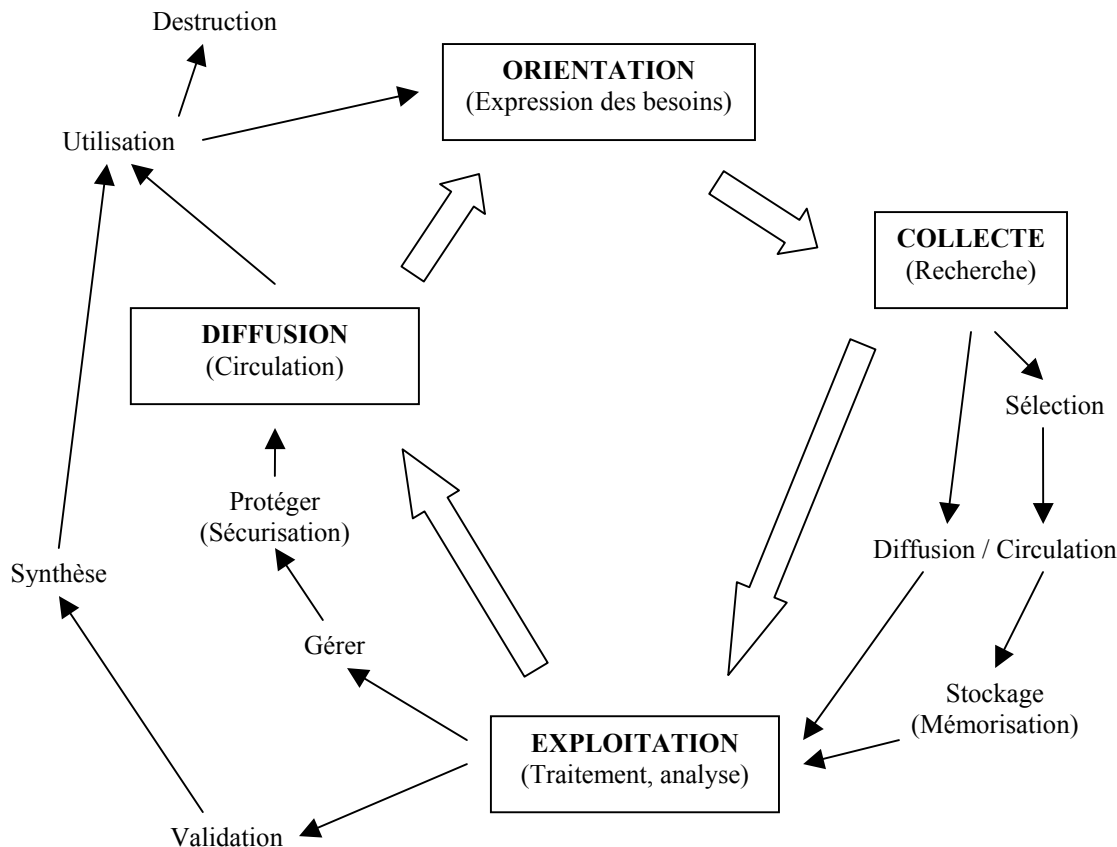 Destruction
ORIENTATION
(Expression des besoins)
Utilisation
COLLECTE
(Recherche)
DIFFUSION
(Circulation)
Sélection
Protéger
(Sécurisation)
Diffusion / Circulation
Synthèse
Gérer
Stockage
(Mémorisation)
EXPLOITATION
(Traitement, analyse)
Validation